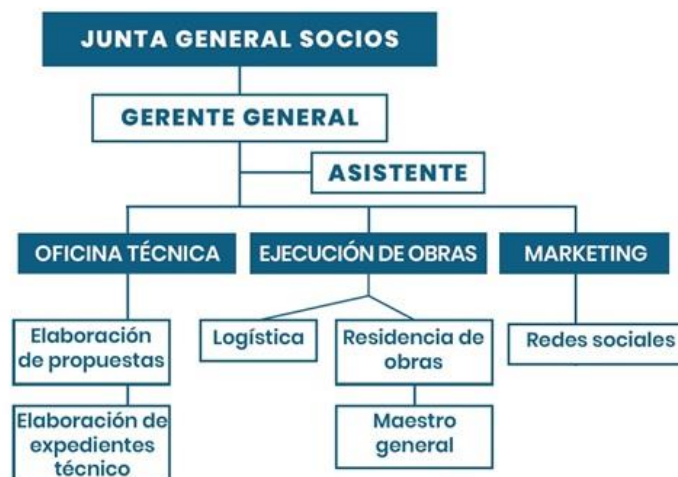 JUNTA GENERAL SOCIOS
GERENTE GENERAL
ASISTENTE
OFICINA TÉCNICA
EJECUCIÓN DE OBRAS
MARKETING
Elaboración
de propuestas
Logística
Residencia de
obras
Redes sociales
Elaboración de
expedientes
técnico
Maestro
general